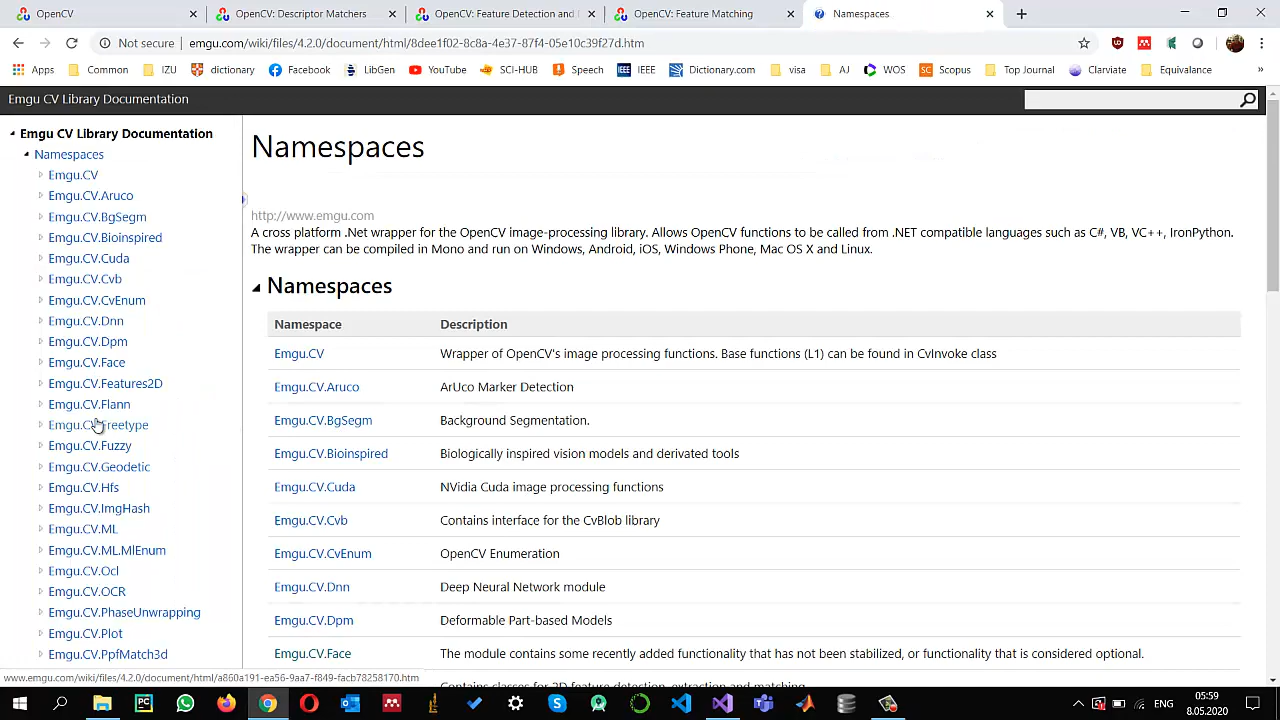 OpenCV
OpenCV: Descriptor Matchers
OpenCV: Feature Detection and
OpenCV: Feature Matching
Namespaces
Not secure
emgu.com/wiki/files/4.2.0/document/html/8dee1f02-8c8a-4e37-87f4-05e10c39f27d.htm
Apps
Common
IZU
dictionary
Facebook
LibGen
YouTube
SCI-HUB
Speech
IEEE
IEEE
Dictionary.com
visa
AJ
WOS
SC
Scopus
Top Journal
Clarviate
Equivalance
Emgu CV Library Documentation
Emgu CV Library Documentation
Namespaces
Emgu.CV
Emgu.CV.Aruco
Emgu.CV.BgSegm
Emgu.CV.Bioinspired
Emgu.CV.Cuda
Emgu.CV.Cvb
Emgu.CV.CvEnum
Emgu.CV.Dnn
Emgu.CV.Dpm
Emgu.CV.Face
Emgu.CV.Features2D
Emgu.CV.Flann
Emgu.CV.Freetype
Emgu.CV.Fuzzy
Emgu.CV.Geodetic
Emgu.CV.Hfs
Emgu.CV.ImgHash
Emgu.CV.ML
Emgu.CV.ML.MlEnum
Emgu.CV.Ocl
Emgu.CV.OCR
Emgu.CV.PhaseUnwrapping
Emgu.CV.Plot
Emgu.CV.PpfMatch3d
Namespaces
http://www.emgu.com
A cross platform .Net wrapper for the OpenCV image-processing library. Allows OpenCV functions to be called from .NET compatible languages such as C#, VB, VC++, IronPython.
The wrapper can be compiled in Mono and run on Windows, Android, iOS, Windows Phone, Mac OS X and Linux.
Namespaces
Namespace Description
Emgu.CV Wrapper of OpenCV's image processing functions. Base functions (L1) can be found in CvInvoke class
Emgu.CV.Aruco ArUco Marker Detection
Emgu.CV.BgSegm Background Segmentation.
Emgu.CV.Bioinspired Biologically inspired vision models and derivated tools
Emgu.CV.Cuda NVidia Cuda image processing functions
Emgu.CV.Cvb Contains interface for the CvBlob library
Emgu.CV.CvEnum OpenCV Enumeration
Emgu.CV.Dnn Deep Neural Network module
Emgu.CV.Dpm Deformable Part-based Models
Emgu.CV.Face The module contains some recently added functionality that has not been stabilized, or functionality that is considered optional.
Contains classes for 2D feature detection, extraction and matching
www.emgu.com/wiki/files/4.2.0/document/html/a860a191-ea56-9aa7-f849-facb78258170.htm
PC
ENG
05:59
8.05.2020